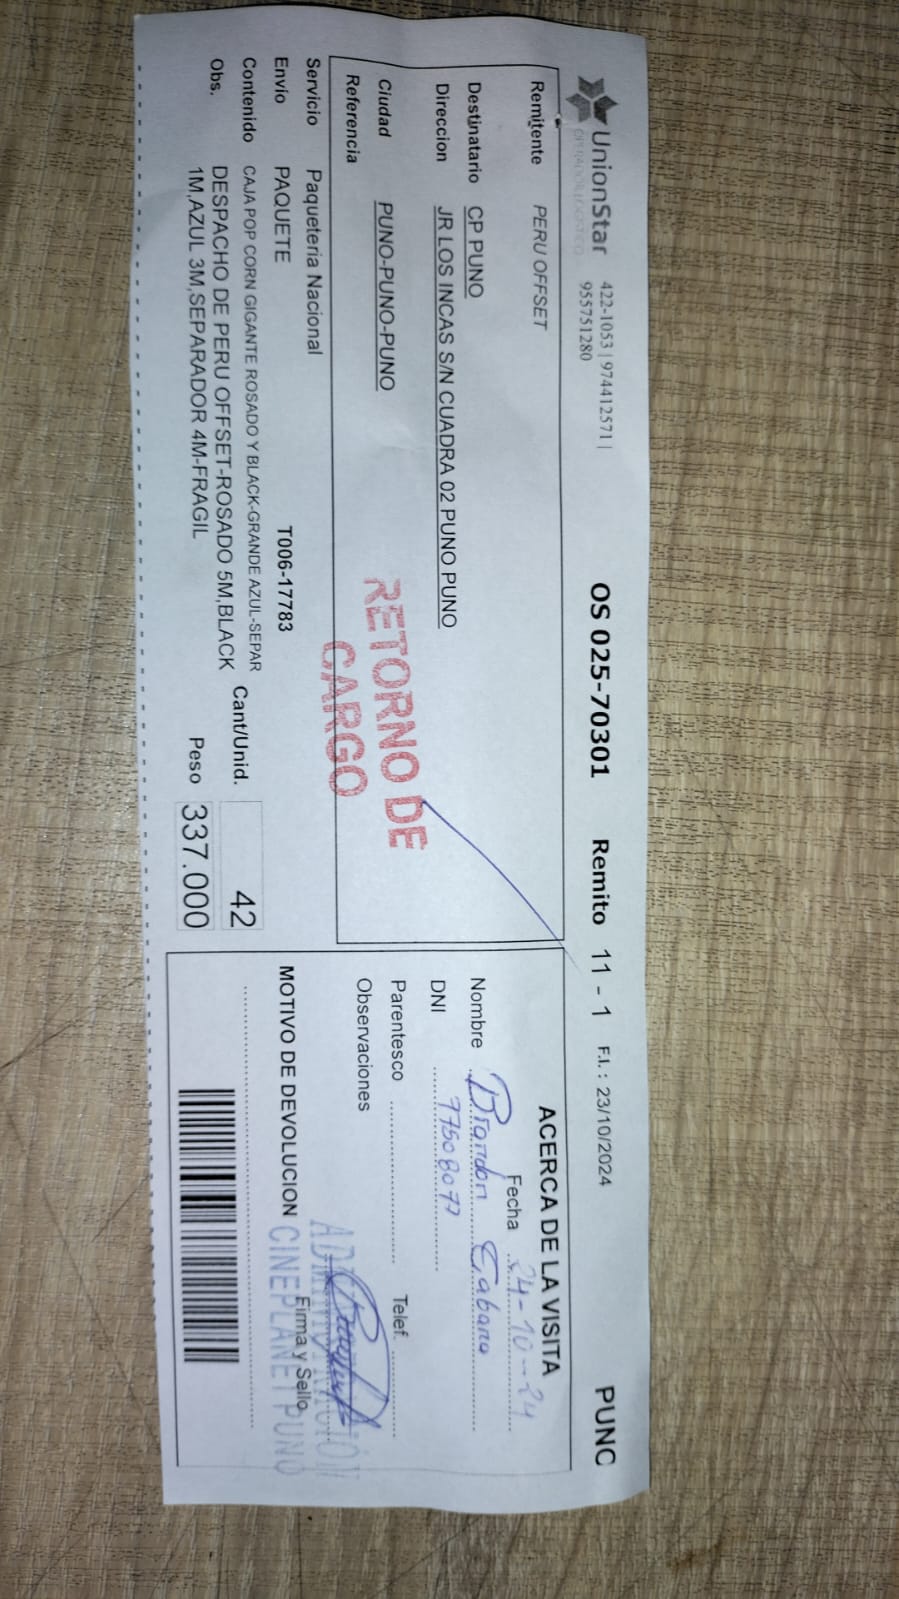 UnionStar
OPERADOR LOGISTICO
422-1053 | 974412571 |
955751280
OS 025-70301
Remito 11 - 1
F.I. : 23/10/2024
PUNC
Remitente PERU OFFSET
Destinatario CP PUNO
Direccion JR LOS INCAS S/N CUADRA 02 PUNO PUNO
Ciudad PUNO-PUNO-PUNO
Referencia
RETORNO DE
CARGO
Servicio Paqueteria Nacional
Envio PAQUETE T006-17783
Contenido CAJA POP CORN GIGANTE ROSADO Y BLACK-GRANDE AZUL-SEPAR
Obs. DESPACHO DE PERU OFFSET-ROSADO 5M,BLACK
1M,AZUL 3M,SEPARADOR 4M-FRAGIL
Cant/Unid. 42
Peso 337.000
ACERCA DE LA VISITA
Fecha 24-10-24
Nombre Brandon Cabana
DNI 77508077
Parentesco Telef.
Observaciones
ADMINISTRACIÓN
Firma y Sello
MOTIVO DE DEVOLUCION
CINEPLANET PUNO